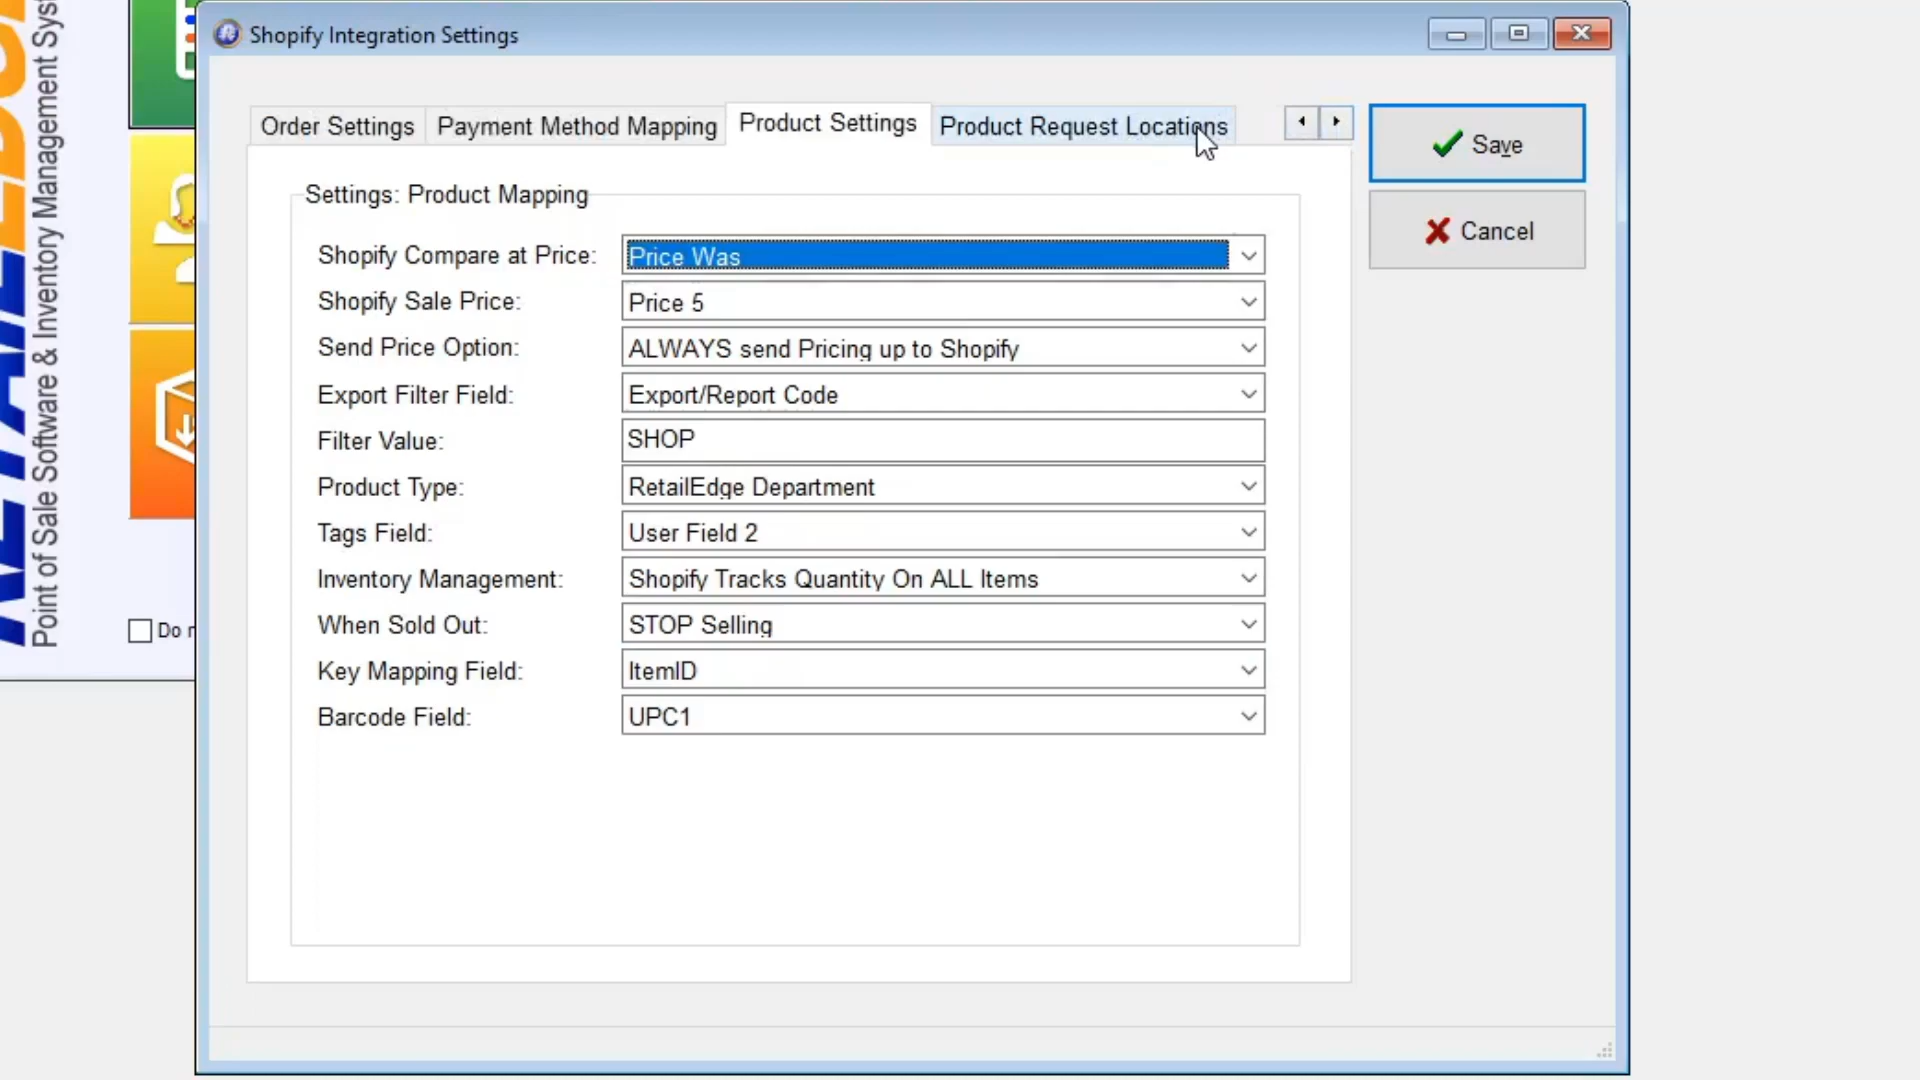 Shopify Integration Settings
Order Settings
Payment Method Mapping
Product Settings
Product Request Locations
Save
Cancel
Settings: Product Mapping
Shopify Compare at Price: Price Was
Shopify Sale Price: Price 5
Send Price Option: ALWAYS send Pricing up to Shopify
Export Filter Field: Export/Report Code
Filter Value: SHOP
Product Type: RetailEdge Department
Tags Field: User Field 2
Inventory Management: Shopify Tracks Quantity On ALL Items
When Sold Out: STOP Selling
Key Mapping Field: ItemID
Barcode Field: UPC1
Point of Sale Software & Inventory Management Sys
Do